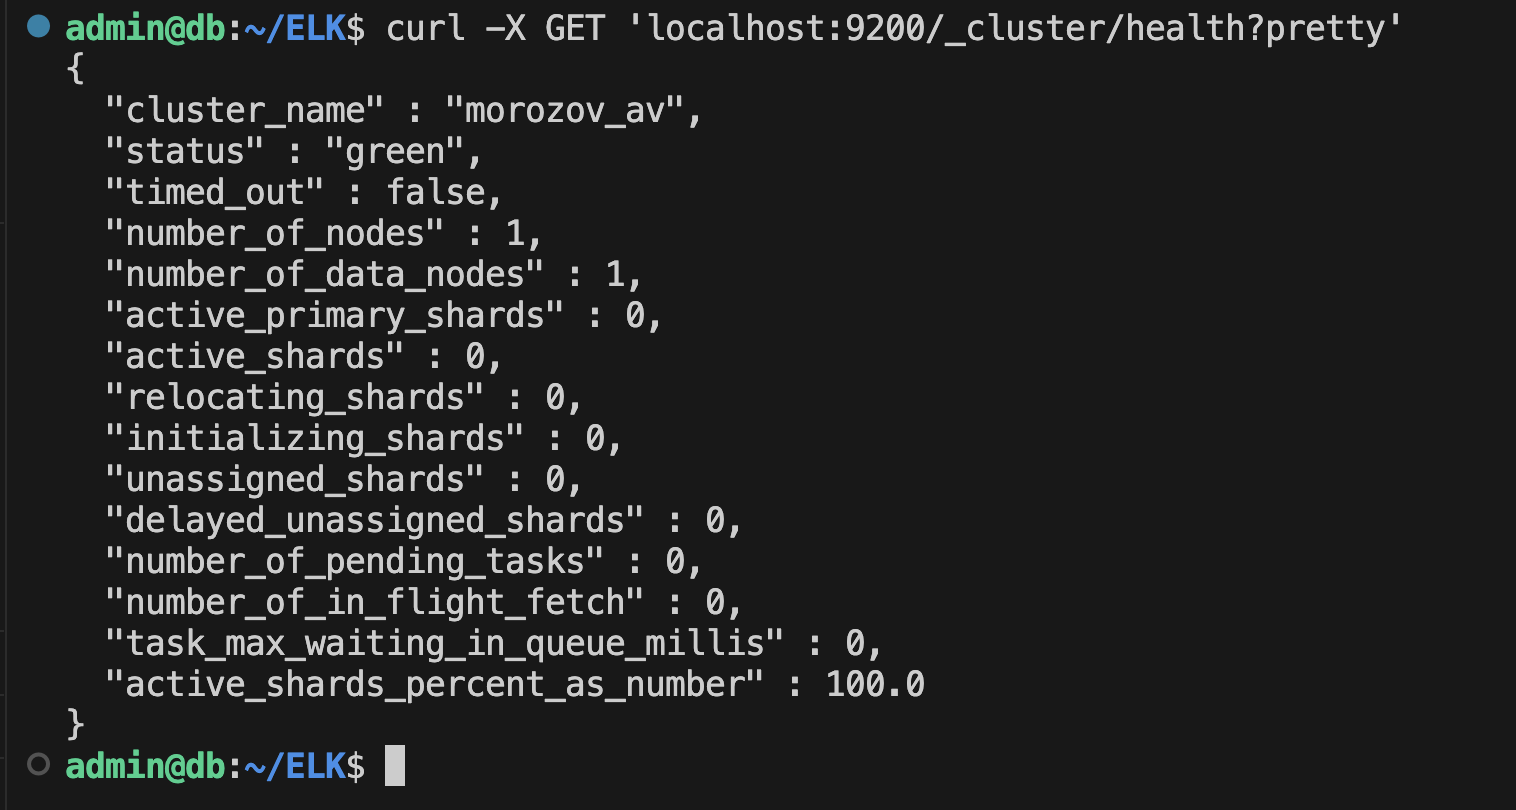 admin@db:~/ELK$ curl -X GET 'localhost:9200/_cluster/health?pretty'
{
  "cluster_name" : "morozov_av",
  "status" : "green",
  "timed_out" : false,
  "number_of_nodes" : 1,
  "number_of_data_nodes" : 1,
  "active_primary_shards" : 0,
  "active_shards" : 0,
  "relocating_shards" : 0,
  "initializing_shards" : 0,
  "unassigned_shards" : 0,
  "delayed_unassigned_shards" : 0,
  "number_of_pending_tasks" : 0,
  "number_of_in_flight_fetch" : 0,
  "task_max_waiting_in_queue_millis" : 0,
  "active_shards_percent_as_number" : 100.0
}
admin@db:~/ELK$